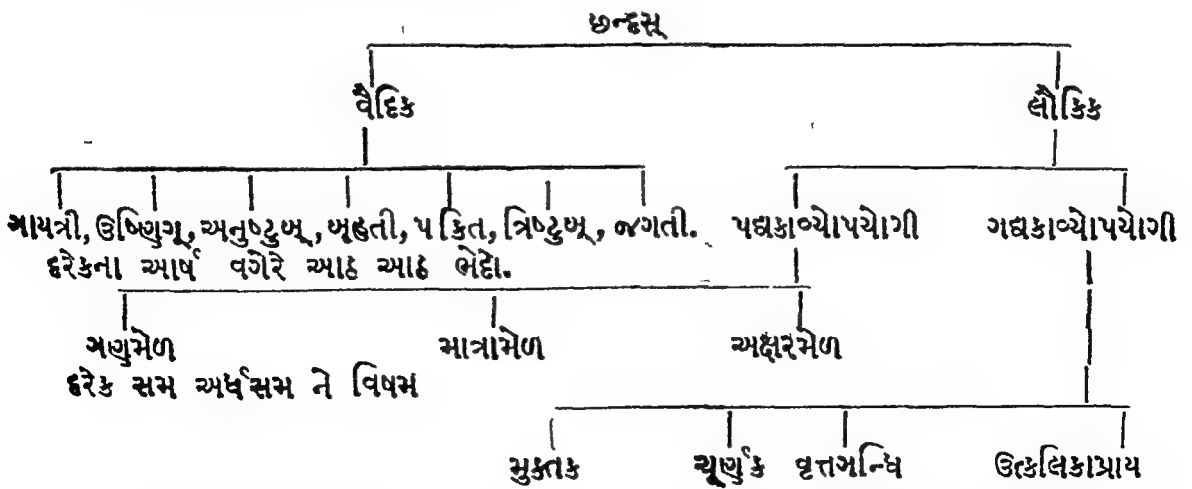 છન્દસ્
વૈદિક લૌકિક
ગાયત્રી, ઉષ્ણિગ્, અનુષ્ટુબ્, બૃહતી, પ ક્તિ, ત્રિષ્ટુબ્, જગતી. પદ્યકાવ્યોપયોગી ગદ્યકાવ્યોપયોગી
દરેકના આર્ષ વગેરે આઠ આઠ ભેદો.
ગણમેળ માત્રામેળ અક્ષરમેળ
દરેક સમ અર્ધસમ ને વિષમ
મુક્તક ચૂર્ણક વૃત્તગન્ધિ ઉત્કલિકાપ્રાય